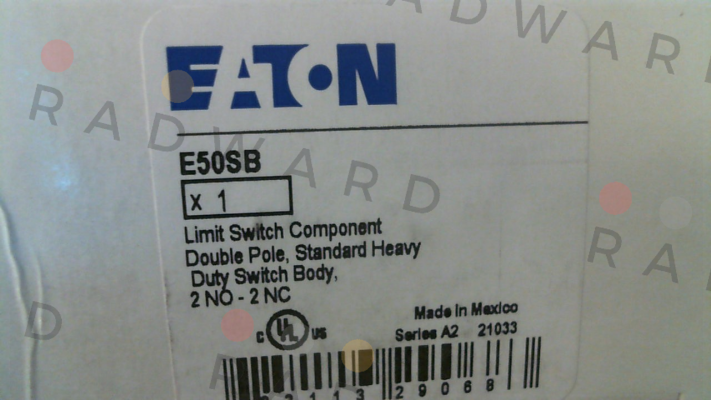 EATON
E50SB
x 1
Limit Switch Component
Double Pole, Standard Heavy
Duty Switch Body,
2 NO - 2 NC
Made in Mexico
C UL US
Series A2 21033
113 29068
RADWARD